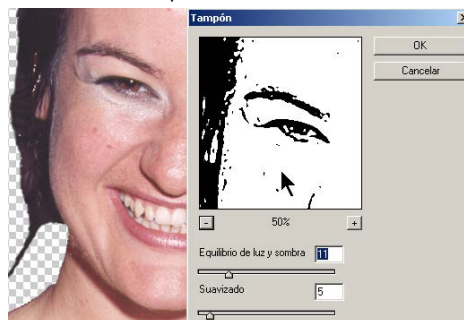 Tampón
OK
Cancelar
- 50% +
Equilibrio de luz y sombra 11
Suavizado 5